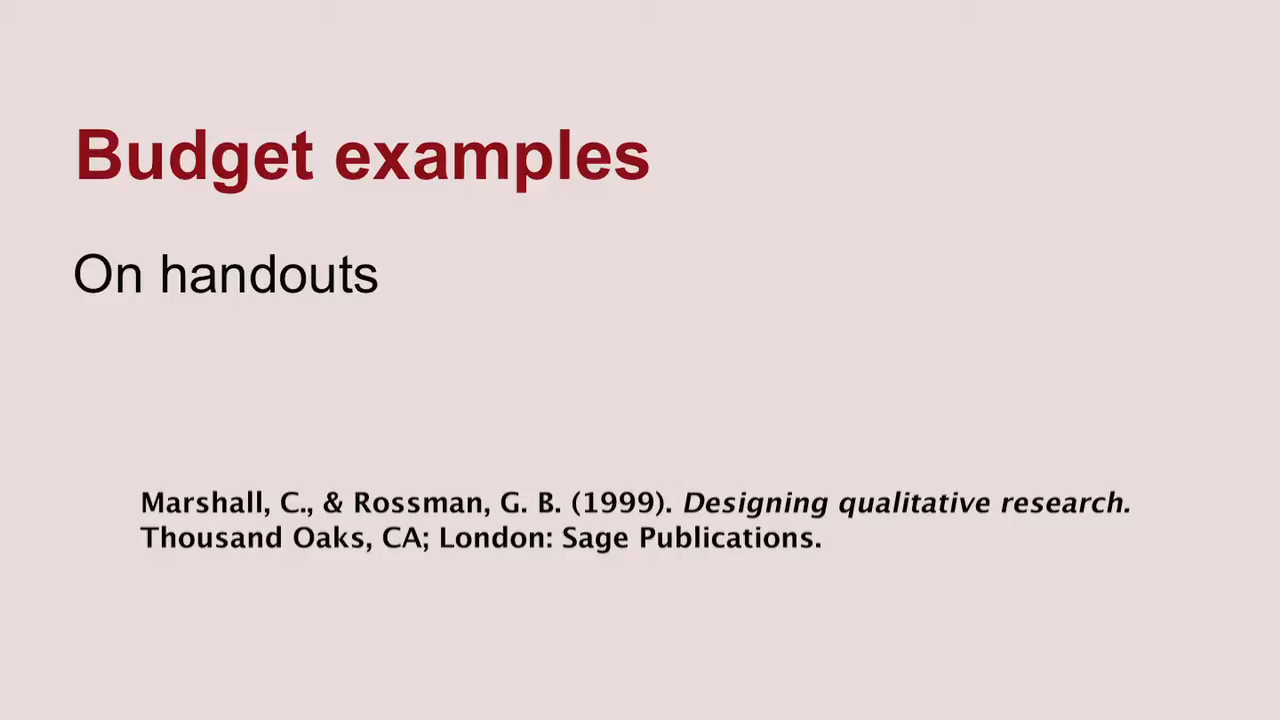 Budget examples
On handouts
Marshall, C., & Rossman, G. B. (1999). Designing qualitative research.
Thousand Oaks, CA; London: Sage Publications.